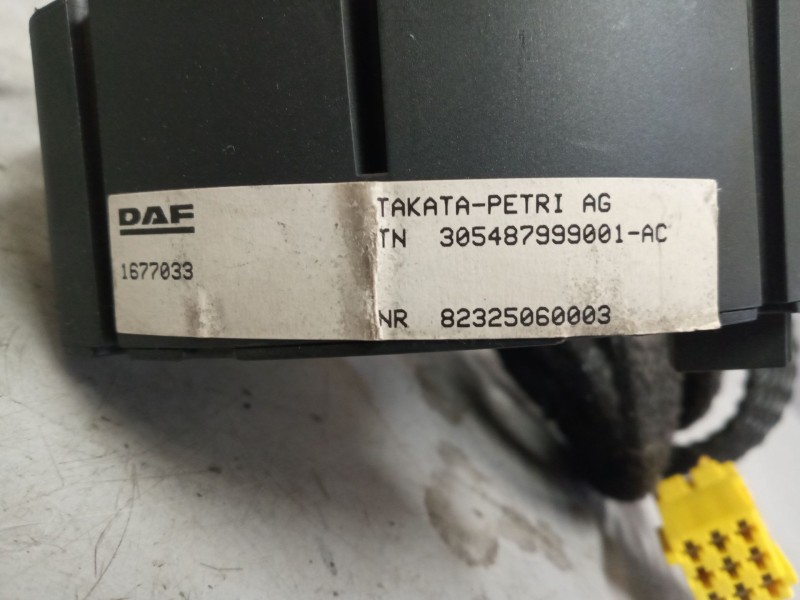 DAF
1677033
TAKATA-PETRI AG
TN 305487999001-AC
NR 82325060003